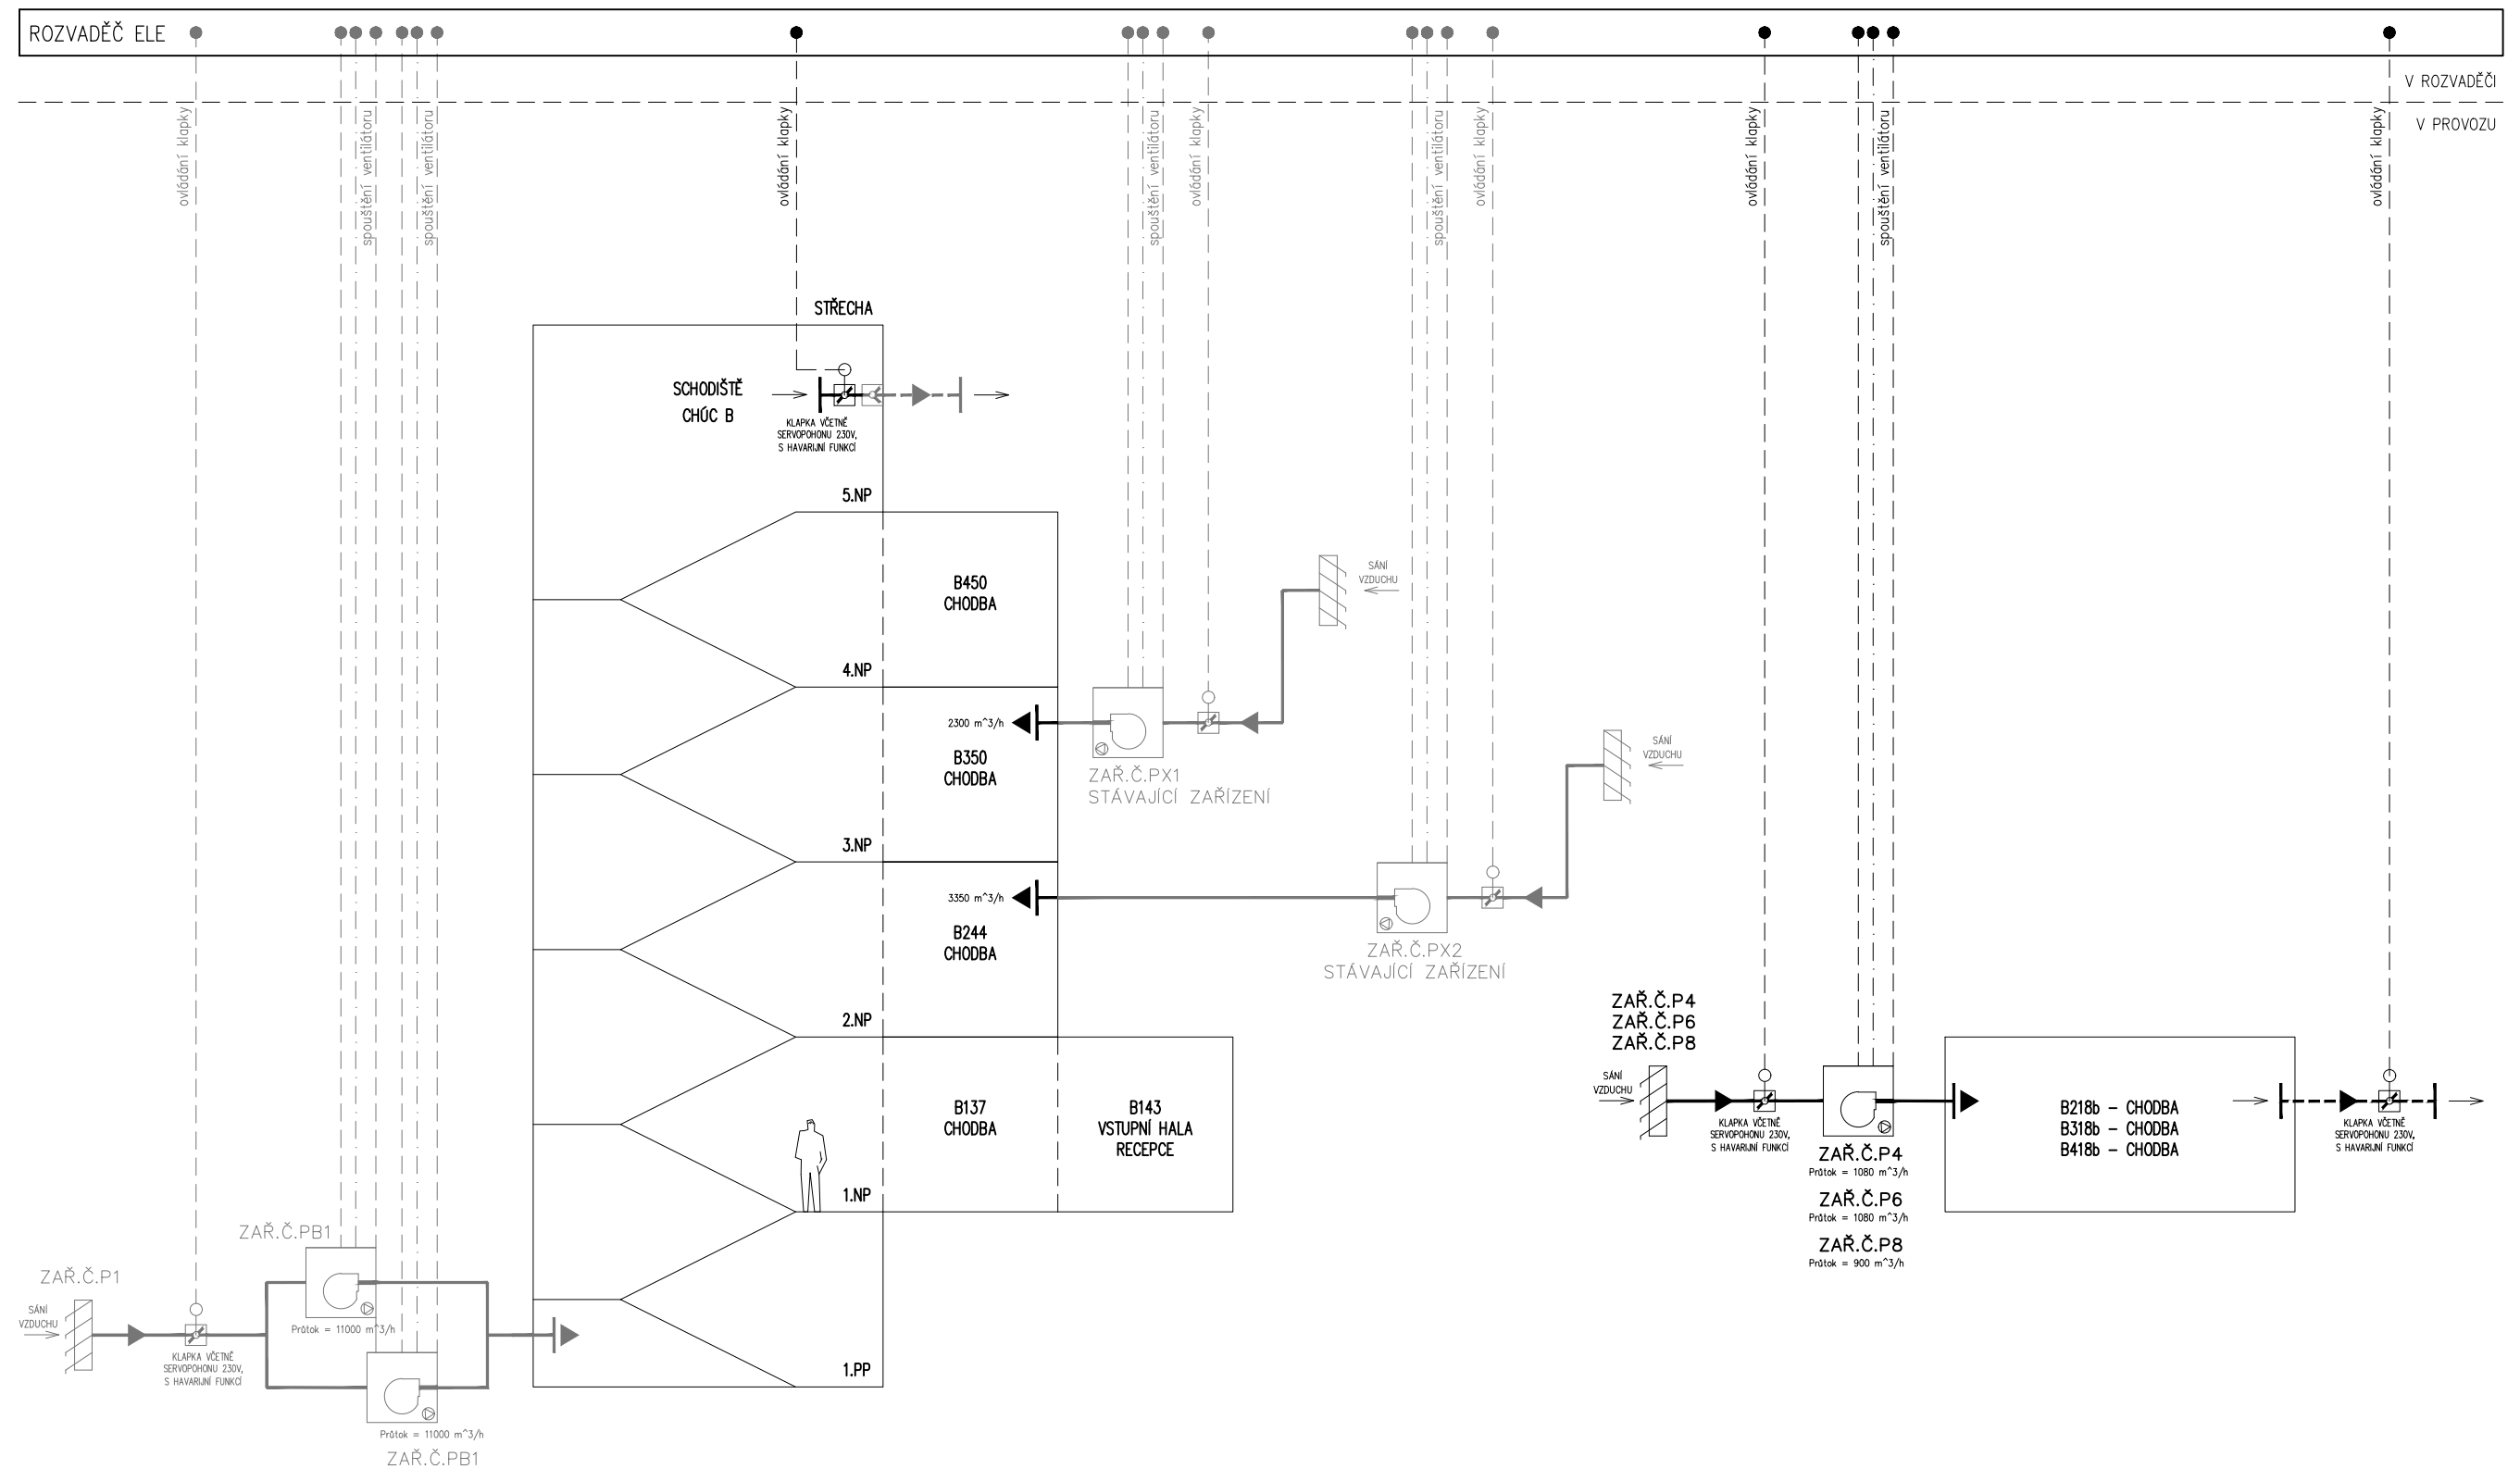 ROZVADĚČ ELE
V ROZVADĚČI
V PROVOZU
ovládání klapky
spouštění ventilátoru
spouštění ventilátoru
ovládání klapky
spouštění ventilátoru
ovládání klapky
spouštění ventilátoru
ovládání klapky
ovládání klapky
spouštění ventilátoru
ovládání klapky
STŘECHA
SCHODIŠTĚ
CHÚC B
KLAPKA VČETNĚ
SERVOPOHONU 230V,
S HAVARIJNÍ FUNKCÍ
5.NP
B450
CHODBA
4.NP
2300 m^3/h
B350
CHODBA
3.NP
3350 m^3/h
B244
CHODBA
2.NP
B137
CHODBA
B143
VSTUPNÍ HALA
RECEPCE
1.NP
1.PP
SÁNÍ
VZDUCHU
ZAŘ.Č.PX1
STÁVAJÍCÍ ZAŘÍZENÍ
SÁNÍ
VZDUCHU
ZAŘ.Č.PX2
STÁVAJÍCÍ ZAŘÍZENÍ
ZAŘ.Č.P4
ZAŘ.Č.P6
ZAŘ.Č.P8
SÁNÍ
VZDUCHU
KLAPKA VČETNĚ
SERVOPOHONU 230V,
S HAVARIJNÍ FUNKCÍ
ZAŘ.Č.P4
Průtok = 1080 m^3/h
ZAŘ.Č.P6
Průtok = 1080 m^3/h
ZAŘ.Č.P8
Průtok = 900 m^3/h
B218b - CHODBA
B318b - CHODBA
B418b - CHODBA
KLAPKA VČETNĚ
SERVOPOHONU 230V,
S HAVARIJNÍ FUNKCÍ
ZAŘ.Č.PB1
ZAŘ.Č.P1
SÁNÍ
VZDUCHU
Průtok = 11000 m^3/h
KLAPKA VČETNĚ
SERVOPOHONU 230V,
S HAVARIJNÍ FUNKCÍ
Průtok = 11000 m^3/h
ZAŘ.Č.PB1